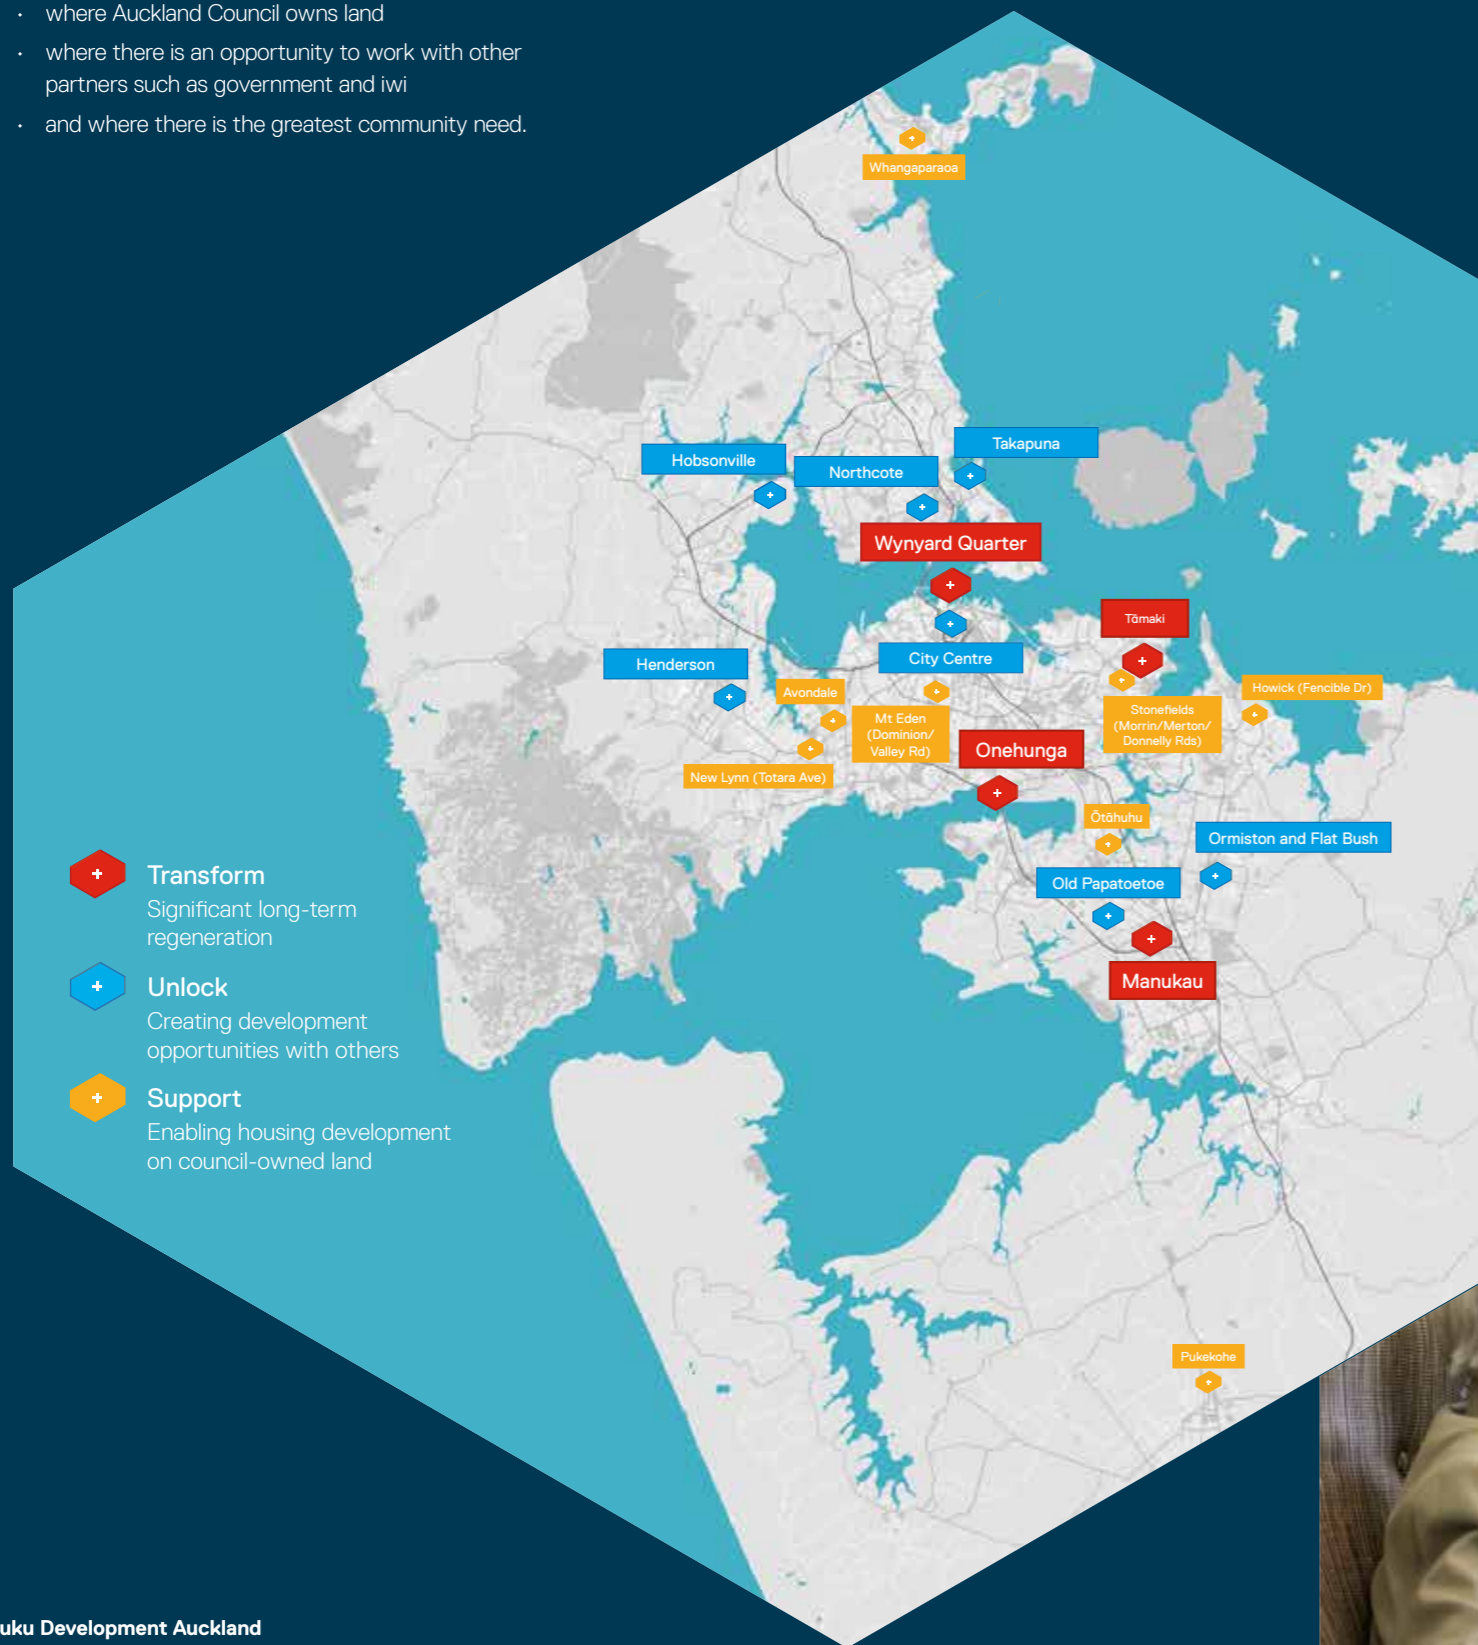 · where Auckland Council owns land
· where there is an opportunity to work with other
partners such as government and iwi
· and where there is the greatest community need.
Whangaparaoa
Takapuna
Hobsonville
Northcote
Wynyard Quarter
Tāmaki
City Centre
Henderson
Howick (Fencible Dr)
Avondale
Stonefields
(Morrin/Merton/
Donnelly Rds)
Mt Eden
(Dominion/
Valley Rd)
Onehunga
New Lynn (Totara Ave)
Ōtāhuhu
Ormiston and Flat Bush
Old Papatoetoe
Manukau
Transform
Significant long-term
regeneration
Unlock
Creating development
opportunities with others
Support
Enabling housing development
on council-owned land
Pukekohe
uku Development Auckland